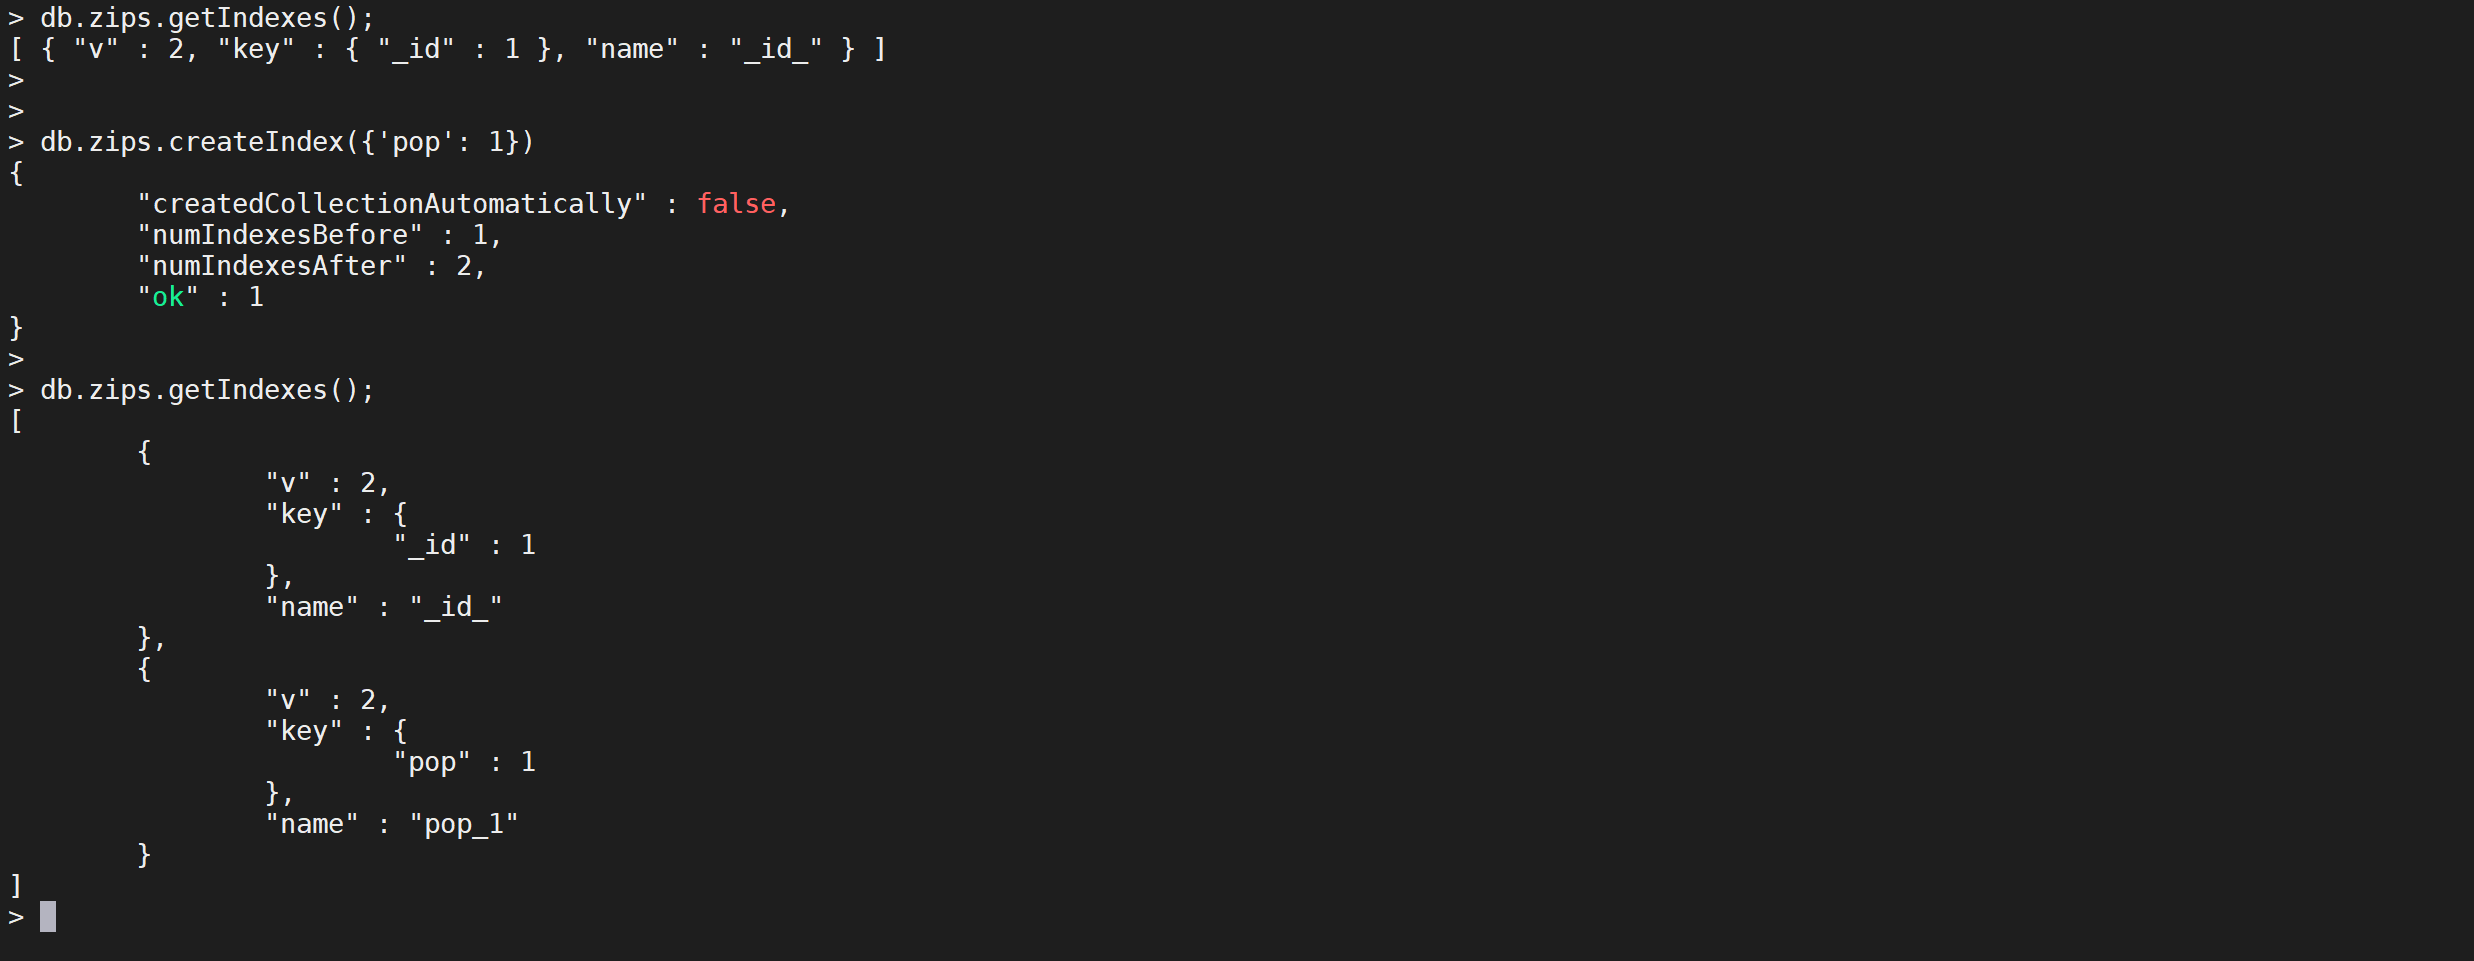 > db.zips.getIndexes();
[ { "v" : 2, "key" : { "_id" : 1 }, "name" : "_id_" } ]
>
>
> db.zips.createIndex({'pop': 1})
{
        "createdCollectionAutomatically" : false,
        "numIndexesBefore" : 1,
        "numIndexesAfter" : 2,
        "ok" : 1
}
>
> db.zips.getIndexes();
[
        {
                "v" : 2,
                "key" : {
                        "_id" : 1
                },
                "name" : "_id_"
        },
        {
                "v" : 2,
                "key" : {
                        "pop" : 1
                },
                "name" : "pop_1"
        }
]
>